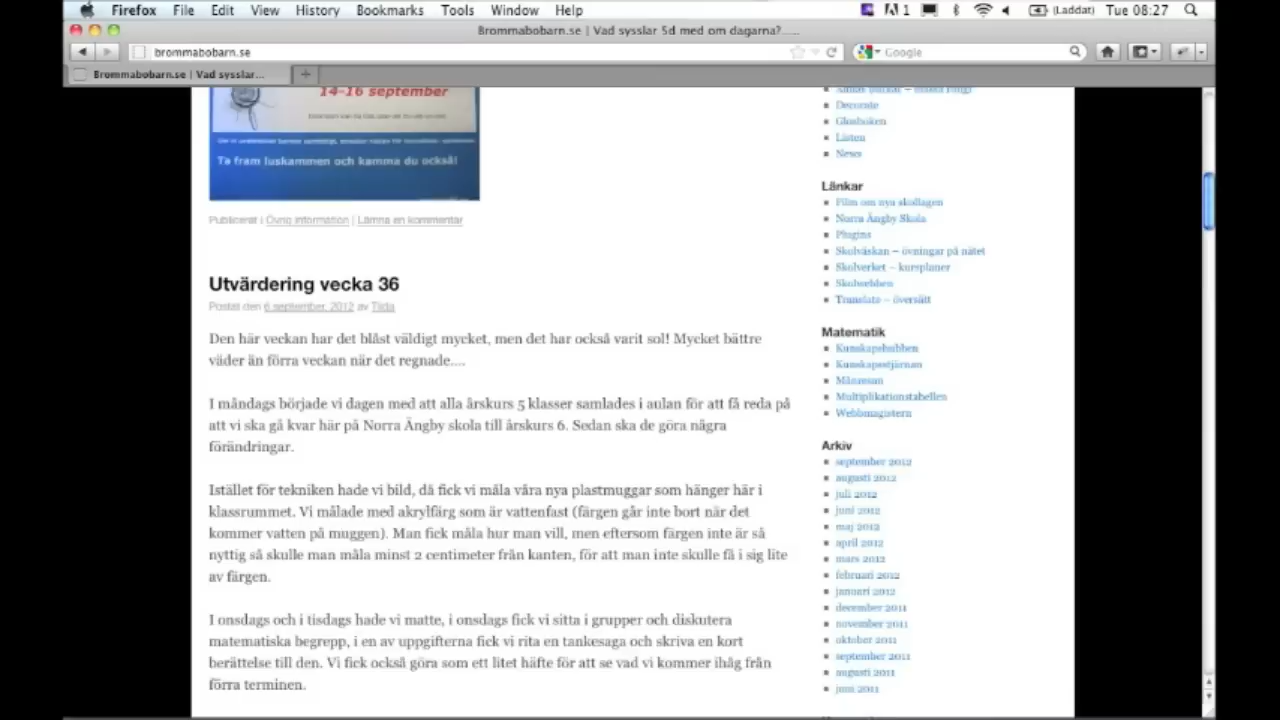 Firefox File Edit View History Bookmarks Tools Window Help
1 (Laddat) Tue 08:27
Brommabobarn.se | Vad sysslar 5d med om dagarna?.....
brommabobarn.se
Google
Brommabobarn.se | Vad sysslar...
14-16 september
Ta fram luskammen och kamma du också!
Publicerat i Övrig information | Lämna en kommentar
Utvärdering vecka 36
Postat den 6 september, 2012 av Tilda
Den här veckan har det blåst väldigt mycket, men det har också varit sol! Mycket bättre
väder än förra veckan när det regnade....
I måndags började vi dagen med att alla årskurs 5 klasser samlades i aulan för att få reda på
att vi ska gå kvar här på Norra Ängby skola till årskurs 6. Sedan ska de göra några
förändringar.
Istället för tekniken hade vi bild, då fick vi måla våra nya plastmuggar som hänger här i
klassrummet. Vi målade med akrylfärg som är vattenfast (färgen går inte bort när det
kommer vatten på muggen). Man fick måla hur man vill, men eftersom färgen inte är så
nyttig så skulle man måla minst 2 centimeter från kanten, för att man inte skulle få i sig lite
av färgen.
I onsdags och i tisdags hade vi matte, i onsdags fick vi sitta i grupper och diskutera
matematiska begrepp, i en av uppgifterna fick vi rita en tankesaga och skriva en kort
berättelse till den. Vi fick också göra som ett litet häfte för att se vad vi kommer ihåg från
förra terminen.
Decorate
Glosboken
Listen
News
Länkar
Film om nya skollagen
Norra Ängby Skola
Plugins
Skolväskan – övningar på nätet
Skolverket – kursplaner
Skolwebben
Translate – översätt
Matematik
Kunskapshubben
Kunskapsstjärnan
Månansan
Multiplikationstabellen
Webbmagistern
Arkiv
september 2012
augusti 2012
juli 2012
juni 2012
maj 2012
april 2012
mars 2012
februari 2012
januari 2012
december 2011
november 2011
oktober 2011
september 2011
augusti 2011
juni 2011